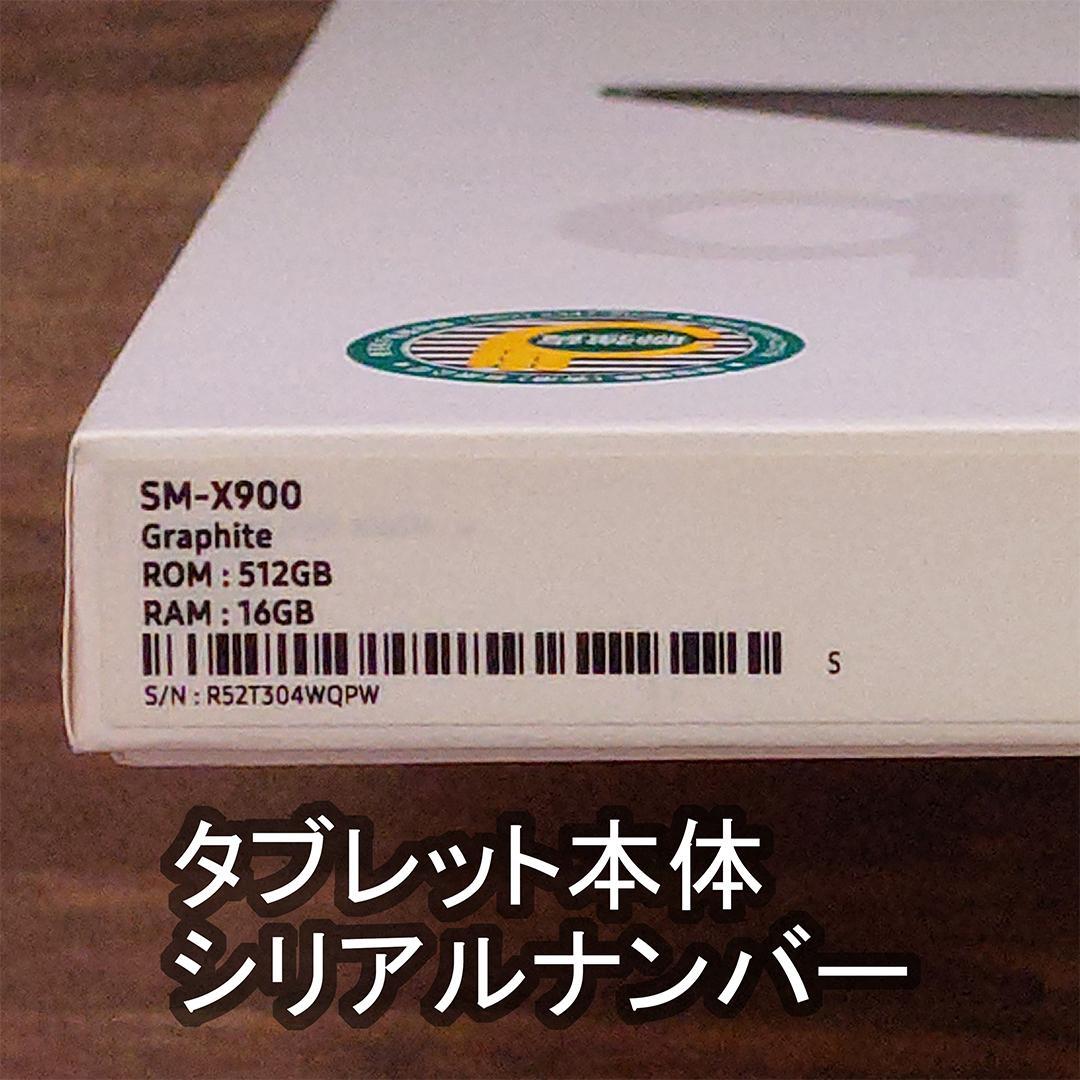 SM-X900
Graphite
ROM : 512GB
RAM : 16GB
S
S/N : R52T304WQPW
タブレット本体
シリアルナンバー